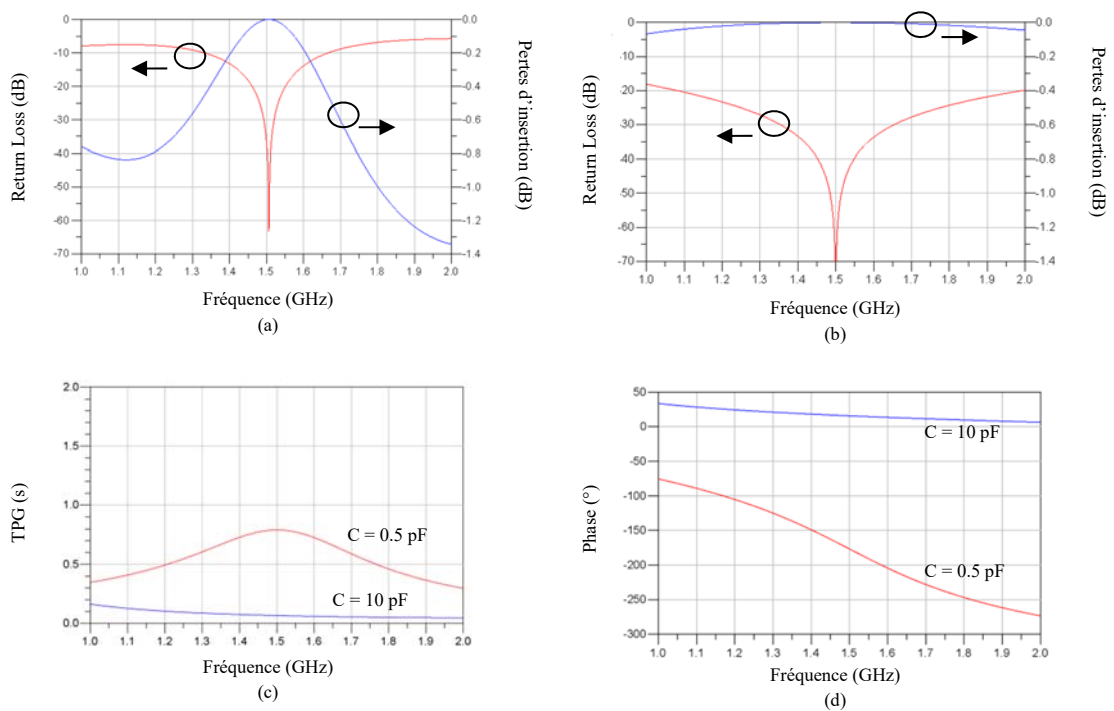 Return Loss (dB)
0
-10
-20
-30
-40
-50
-60
-70
0.0
-0.2
-0.4
-0.6
-0.8
-1.0
-1.2
-1.4
Pertes d'insertion (dB)
1.0 1.1 1.2 1.3 1.4 1.5 1.6 1.7 1.8 1.9 2.0
Fréquence (GHz)
(a)
Return Loss (dB)
0
-10
-20
-30
-40
-50
-60
-70
0.0
-0.2
-0.4
-0.6
-0.8
-1.0
-1.2
-1.4
Pertes d'insertion (dB)
1.0 1.1 1.2 1.3 1.4 1.5 1.6 1.7 1.8 1.9 2.0
Fréquence (GHz)
(b)
TPG (s)
2.0
1.5
1.0
0.5
0.0
C = 0.5 pF
C = 10 pF
1.0 1.1 1.2 1.3 1.4 1.5 1.6 1.7 1.8 1.9 2.0
Fréquence (GHz)
(c)
Phase (°)
50
0
-50
-100
-150
-200
-250
-300
C = 10 pF
C = 0.5 pF
1.0 1.1 1.2 1.3 1.4 1.5 1.6 1.7 1.8 1.9 2.0
Fréquence (GHz)
(d)